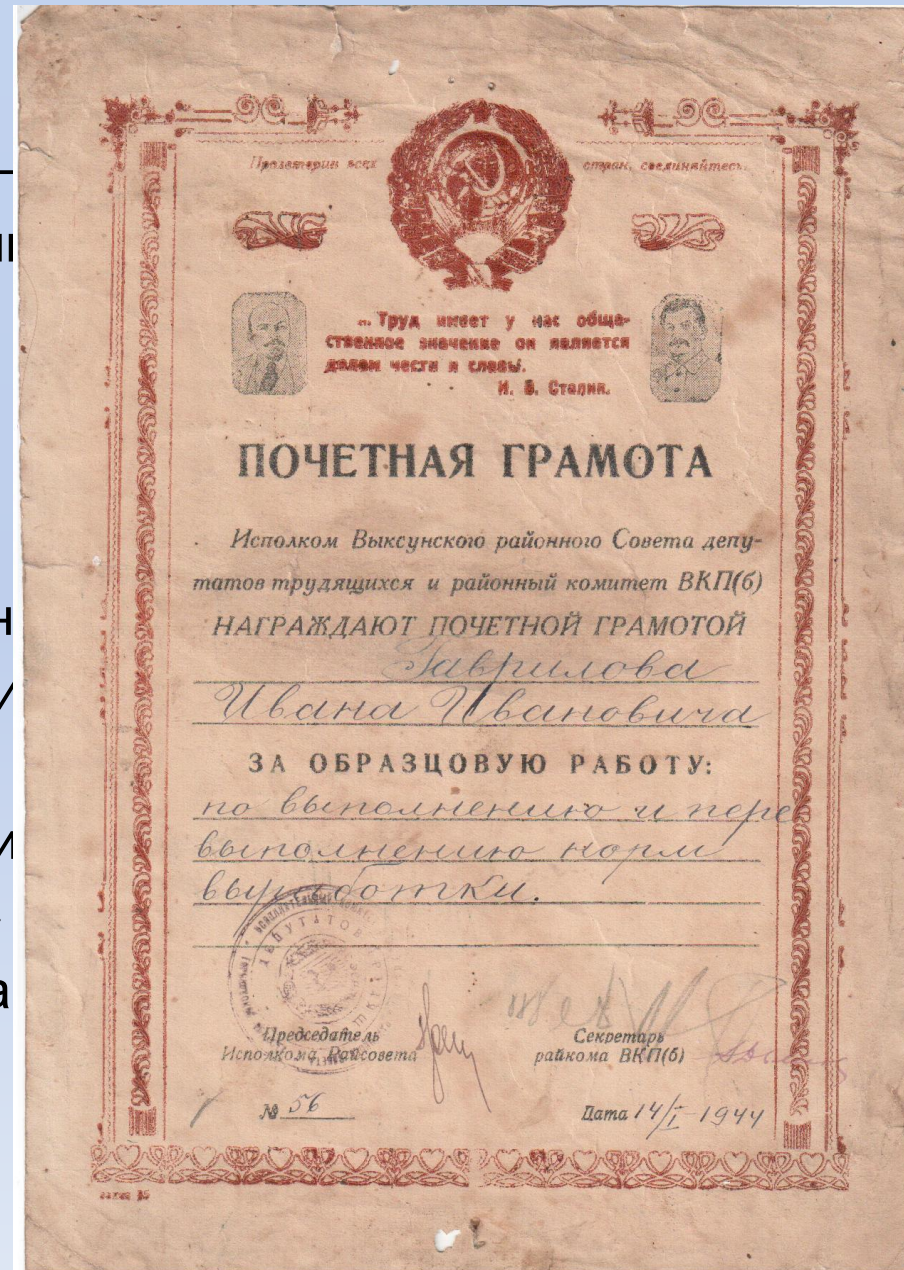 Пролетарии всех стран, соединяйтесь.
„ Труд имеет у нас обще-
ственное значение он является
делом чести и славы.
И. В. Сталин.
ПОЧЕТНАЯ ГРАМОТА
Исполком Выксунского районного Совета депу-
татов трудящихся и районный комитет ВКП(б)
НАГРАЖДАЮТ ПОЧЕТНОЙ ГРАМОТОЙ
Гаврилова
Ивана Ивановича
ЗА ОБРАЗЦОВУЮ РАБОТУ:
по выполнению и пере
выполнению норм
выработки.
ДЕПУТАТОВ
Председатель
Исполкома Райсовета
Секретарь
райкома ВКП(б)
№ 56
Дата 14/I 1944